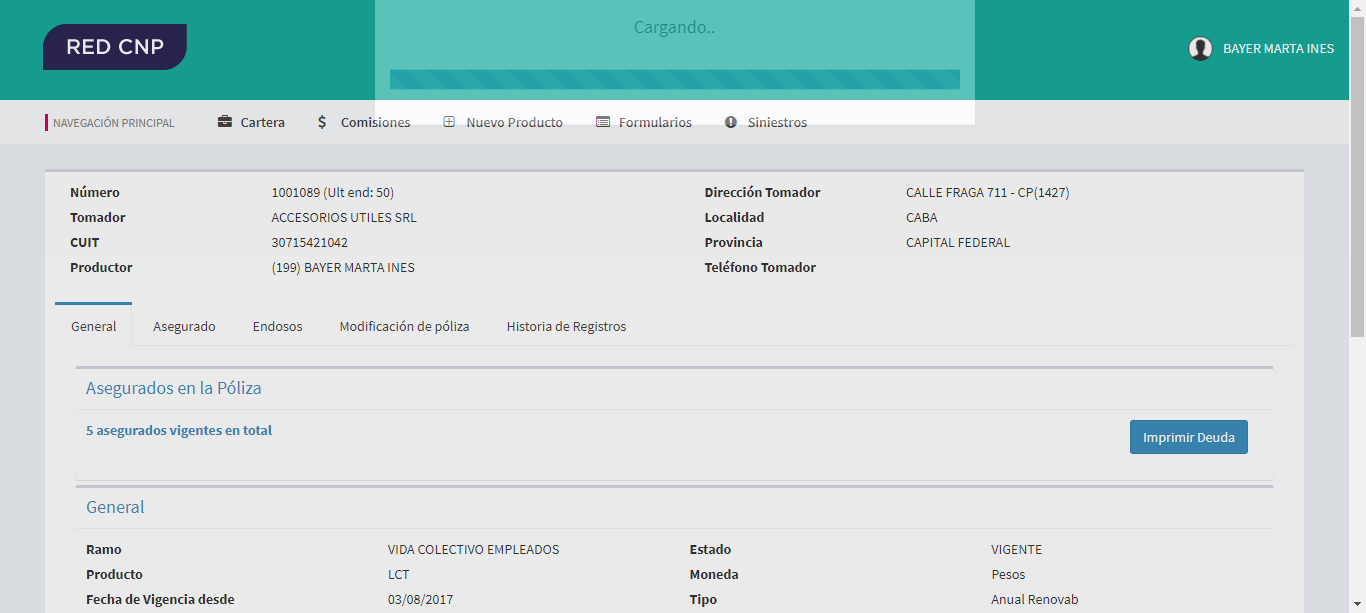 Cargando..
RED CNP
BAYER MARTA INES
NAVEGACIÓN PRINCIPAL Cartera $ Comisiones Nuevo Producto Formularios Siniestros
Número 1001089 (Ult end: 50) Dirección Tomador CALLE FRAGA 711 - CP(1427)
Tomador ACCESORIOS UTILES SRL Localidad CABA
CUIT 30715421042 Provincia CAPITAL FEDERAL
Productor (199) BAYER MARTA INES Teléfono Tomador
General Asegurado Endosos Modificación de póliza Historia de Registros
Asegurados en la Póliza
5 asegurados vigentes en total
Imprimir Deuda
General
Ramo VIDA COLECTIVO EMPLEADOS Estado VIGENTE
Producto LCT Moneda Pesos
Fecha de Vigencia desde 03/08/2017 Tipo Anual Renovab